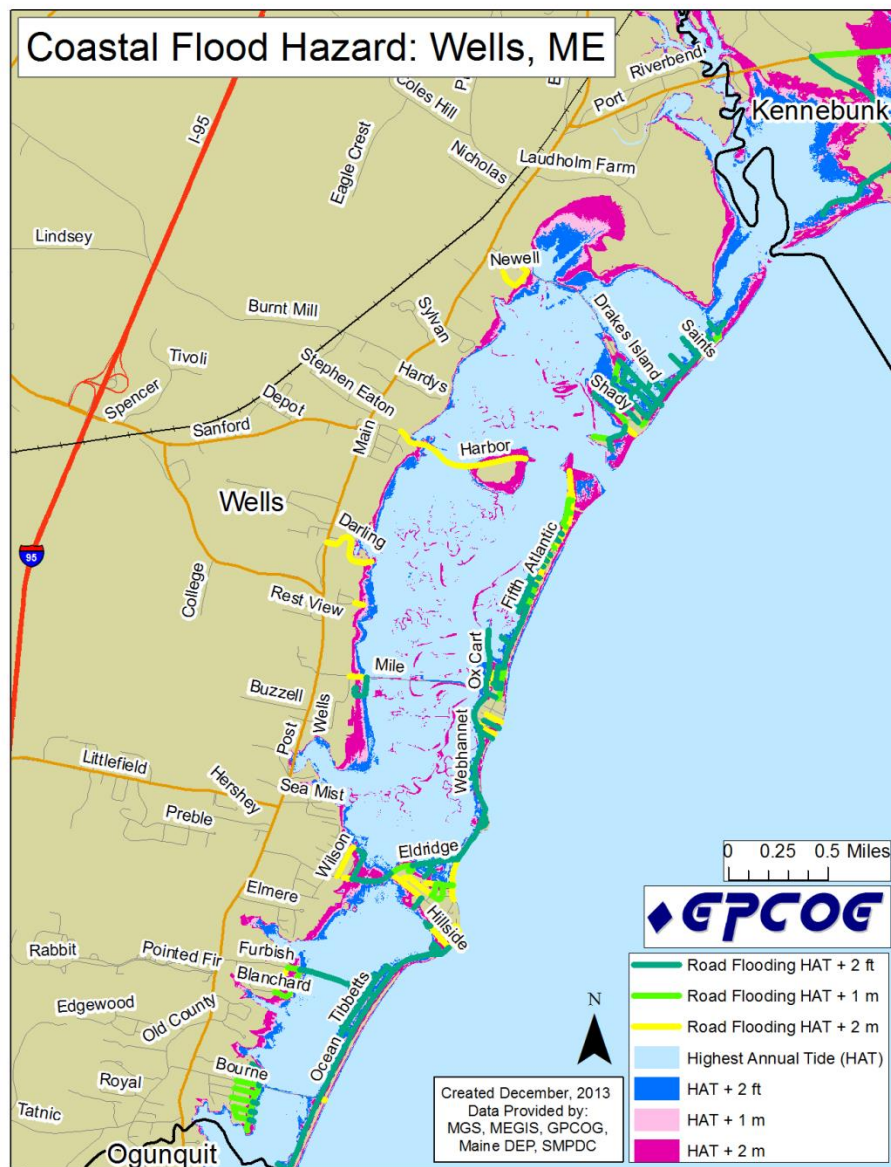 Coastal Flood Hazard: Wells, ME
Riverbend
Coles Hill
Port
Kennebunk
I-95
Eagle Crest
Nicholas
Laudholm Farm
Lindsey
Newell
Burnt Mill
Sylvan
Drakes Island
Saints
Tivoli
Stephen Eaton
Hardys
Spencer
Depot
Shady
Sanford
Main
Harbor
Wells
Darling
95
Fifth
Atlantic
College
Rest View
Ox Cart
Mile
Buzzell
Wells
Post
Webhannet
Littlefield
Hershey
Sea Mist
Preble
Wilson
Eldridge
0 0.25 0.5 Miles
Elmere
Hillside
GPCOG
Rabbit
Pointed Fir
Furbish
Blanchard
Tibbetts
Edgewood
Old County
Ocean
Bourne
Royal
Tatnic
Ogunquit
N
Created December, 2013
Data Provided by:
MGS, MEGIS, GPCOG,
Maine DEP, SMPDC
Road Flooding HAT + 2 ft
Road Flooding HAT + 1 m
Road Flooding HAT + 2 m
Highest Annual Tide (HAT)
HAT + 2 ft
HAT + 1 m
HAT + 2 m